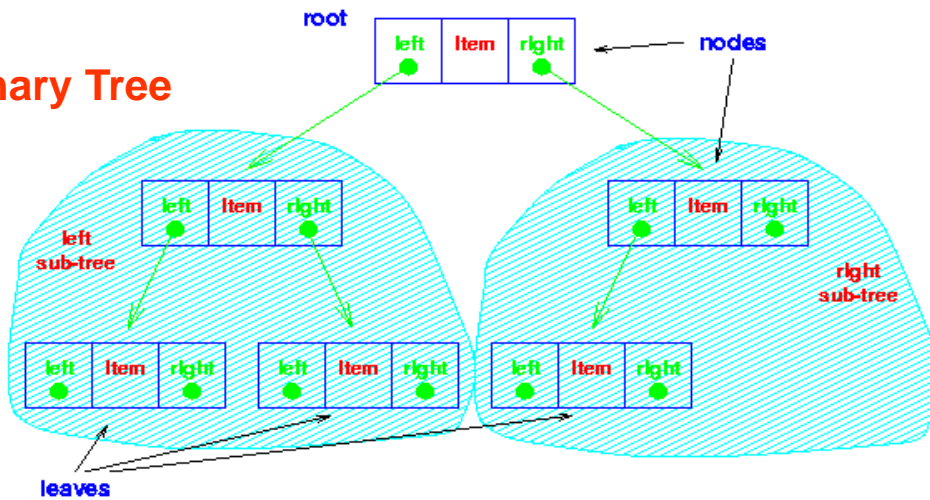 root
left Item right
nodes
nary Tree
left Item right
left Item right
left
sub-tree
right
sub-tree
left Item right
left Item right
left Item right
leaves